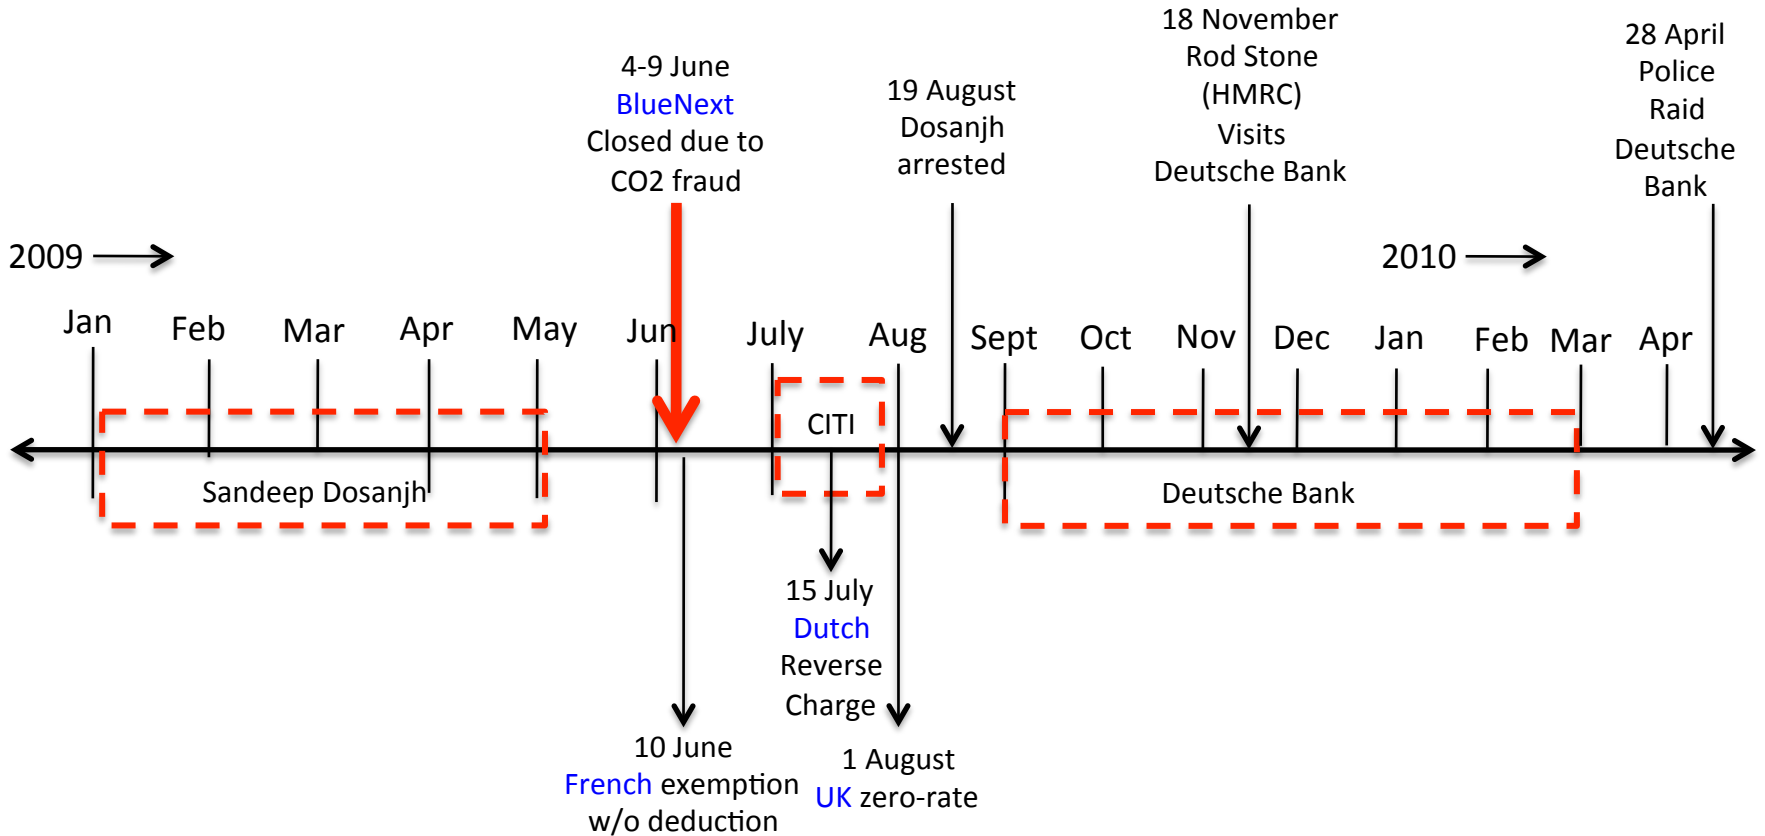 4-9 June
BlueNext
Closed due to
CO2 fraud
19 August
Dosanjh
arrested
18 November
Rod Stone
(HMRC)
Visits
Deutsche Bank
28 April
Police
Raid
Deutsche
Bank
2009
2010
Jan
Feb
Mar
Apr
May
Jun
July
Aug
Sept
Oct
Nov
Dec
Jan
Feb
Mar
Apr
Sandeep Dosanjh
CITI
Deutsche Bank
10 June
French exemption
w/o deduction
15 July
Dutch
Reverse
Charge
1 August
UK zero-rate